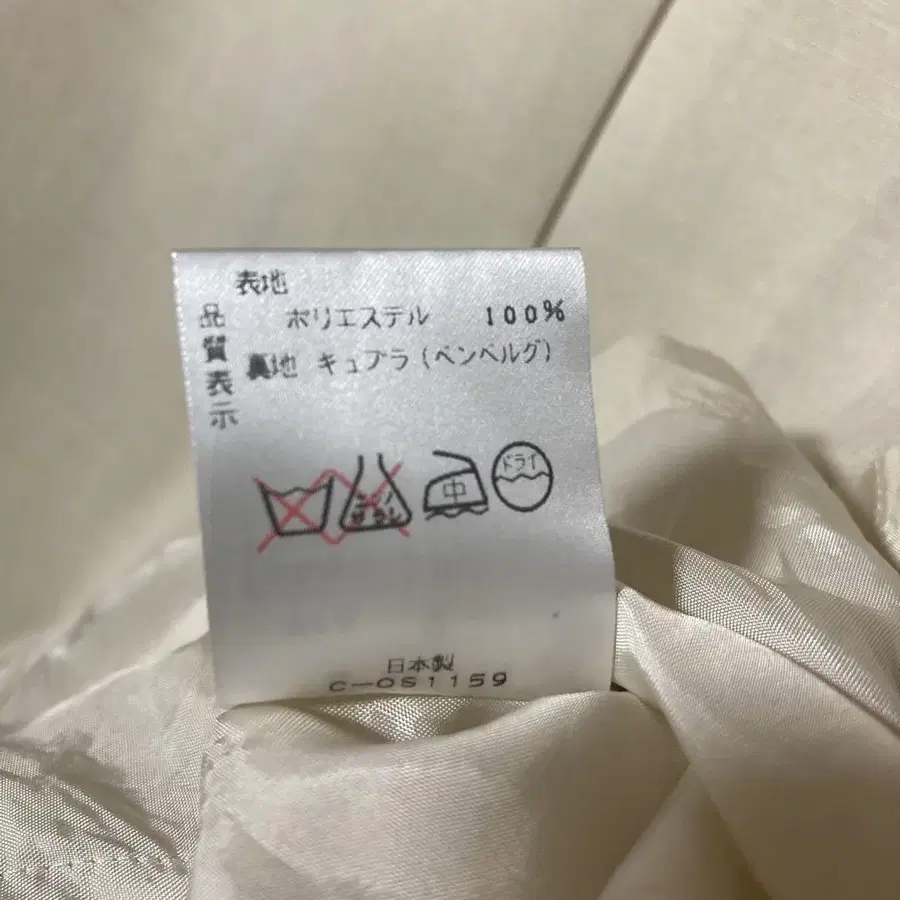 品質表示
表地
ポリエステル 100%
裏地 キュプラ(ベンベルグ)
中
ドライ
日本製
C-OS1159